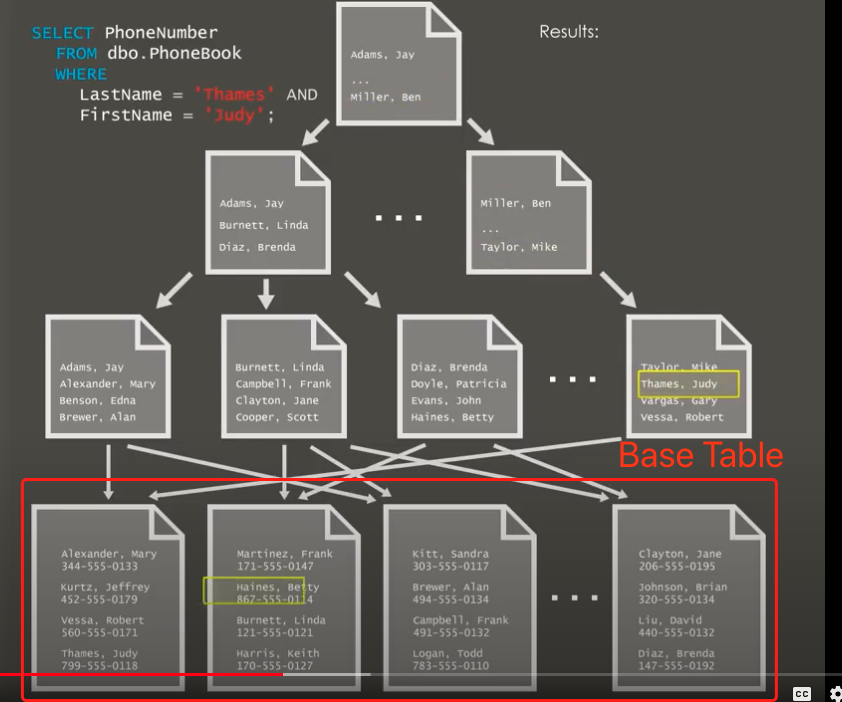 SELECT PhoneNumber
FROM dbo.PhoneBook
WHERE
LastName = 'Thames' AND
FirstName = 'Judy';
Results:
Adams, Jay
...
Miller, Ben
Adams, Jay
Burnett, Linda
Diaz, Brenda
...
Miller, Ben
...
Taylor, Mike
Adams, Jay
Alexander, Mary
Benson, Edna
Brewer, Alan
Burnett, Linda
Campbell, Frank
Clayton, Jane
Cooper, Scott
Diaz, Brenda
Doyle, Patricia
Evans, John
Haines, Betty
...
Taylor, Mike
Thames, Judy
Vargas, Gary
Vessa, Robert
Base Table
Alexander, Mary
344-555-0133
Kurtz, Jeffrey
452-555-0179
Vessa, Robert
560-555-0171
Thames, Judy
799-555-0118
Martinez, Frank
171-555-0147
Haines, Betty
867-555-0114
Burnett, Linda
121-555-0121
Harris, Keith
170-555-0127
Kitt, Sandra
303-555-0117
Brewer, Alan
494-555-0134
Campbell, Frank
491-555-0132
Logan, Todd
783-555-0110
...
Clayton, Jane
206-555-0195
Johnson, Brian
320-555-0134
Liu, David
440-555-0132
Diaz, Brenda
147-555-0192
CC